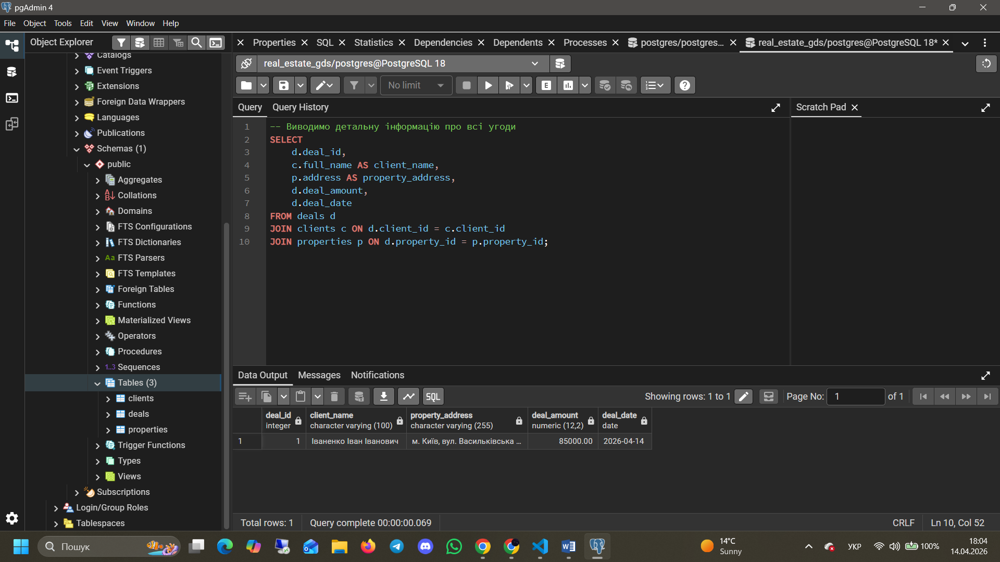 pgAdmin 4
File Object Tools Edit View Window Help
Object Explorer
Properties SQL Statistics Dependencies Dependents Processes postgres/postgres... real_estate_gds/postgres@PostgreSQL 18*
Catalogs
Event Triggers
Extensions
Foreign Data Wrappers
Languages
Publications
Schemas (1)
public
Aggregates
Collations
Domains
FTS Configurations
FTS Dictionaries
Aa FTS Parsers
FTS Templates
Foreign Tables
Functions
Materialized Views
Operators
Procedures
1..3 Sequences
Tables (3)
clients
deals
properties
Trigger Functions
Types
Views
Subscriptions
Login/Group Roles
Tablespaces
real_estate_gds/postgres@PostgreSQL 18
No limit
E
Query Query History
Scratch Pad
1 -- Виводимо детальну інформацію про всі угоди
2 SELECT
3 d.deal_id,
4 c.full_name AS client_name,
5 p.address AS property_address,
6 d.deal_amount,
7 d.deal_date
8 FROM deals d
9 JOIN clients c ON d.client_id = c.client_id
10 JOIN properties p ON d.property_id = p.property_id;
Data Output Messages Notifications
SQL
Showing rows: 1 to 1
Page No: 1 of 1
deal_id client_name property_address deal_amount deal_date
integer character varying (100) character varying (255) numeric (12,2) date
1 1 Іваненко Іван Іванович м. Київ, вул. Васильківська ... 85000.00 2026-04-14
Total rows: 1 Query complete 00:00:00.069
CRLF Ln 10, Col 52
Пошук
14°C
Sunny
УКР
100%
18:04
14.04.2026